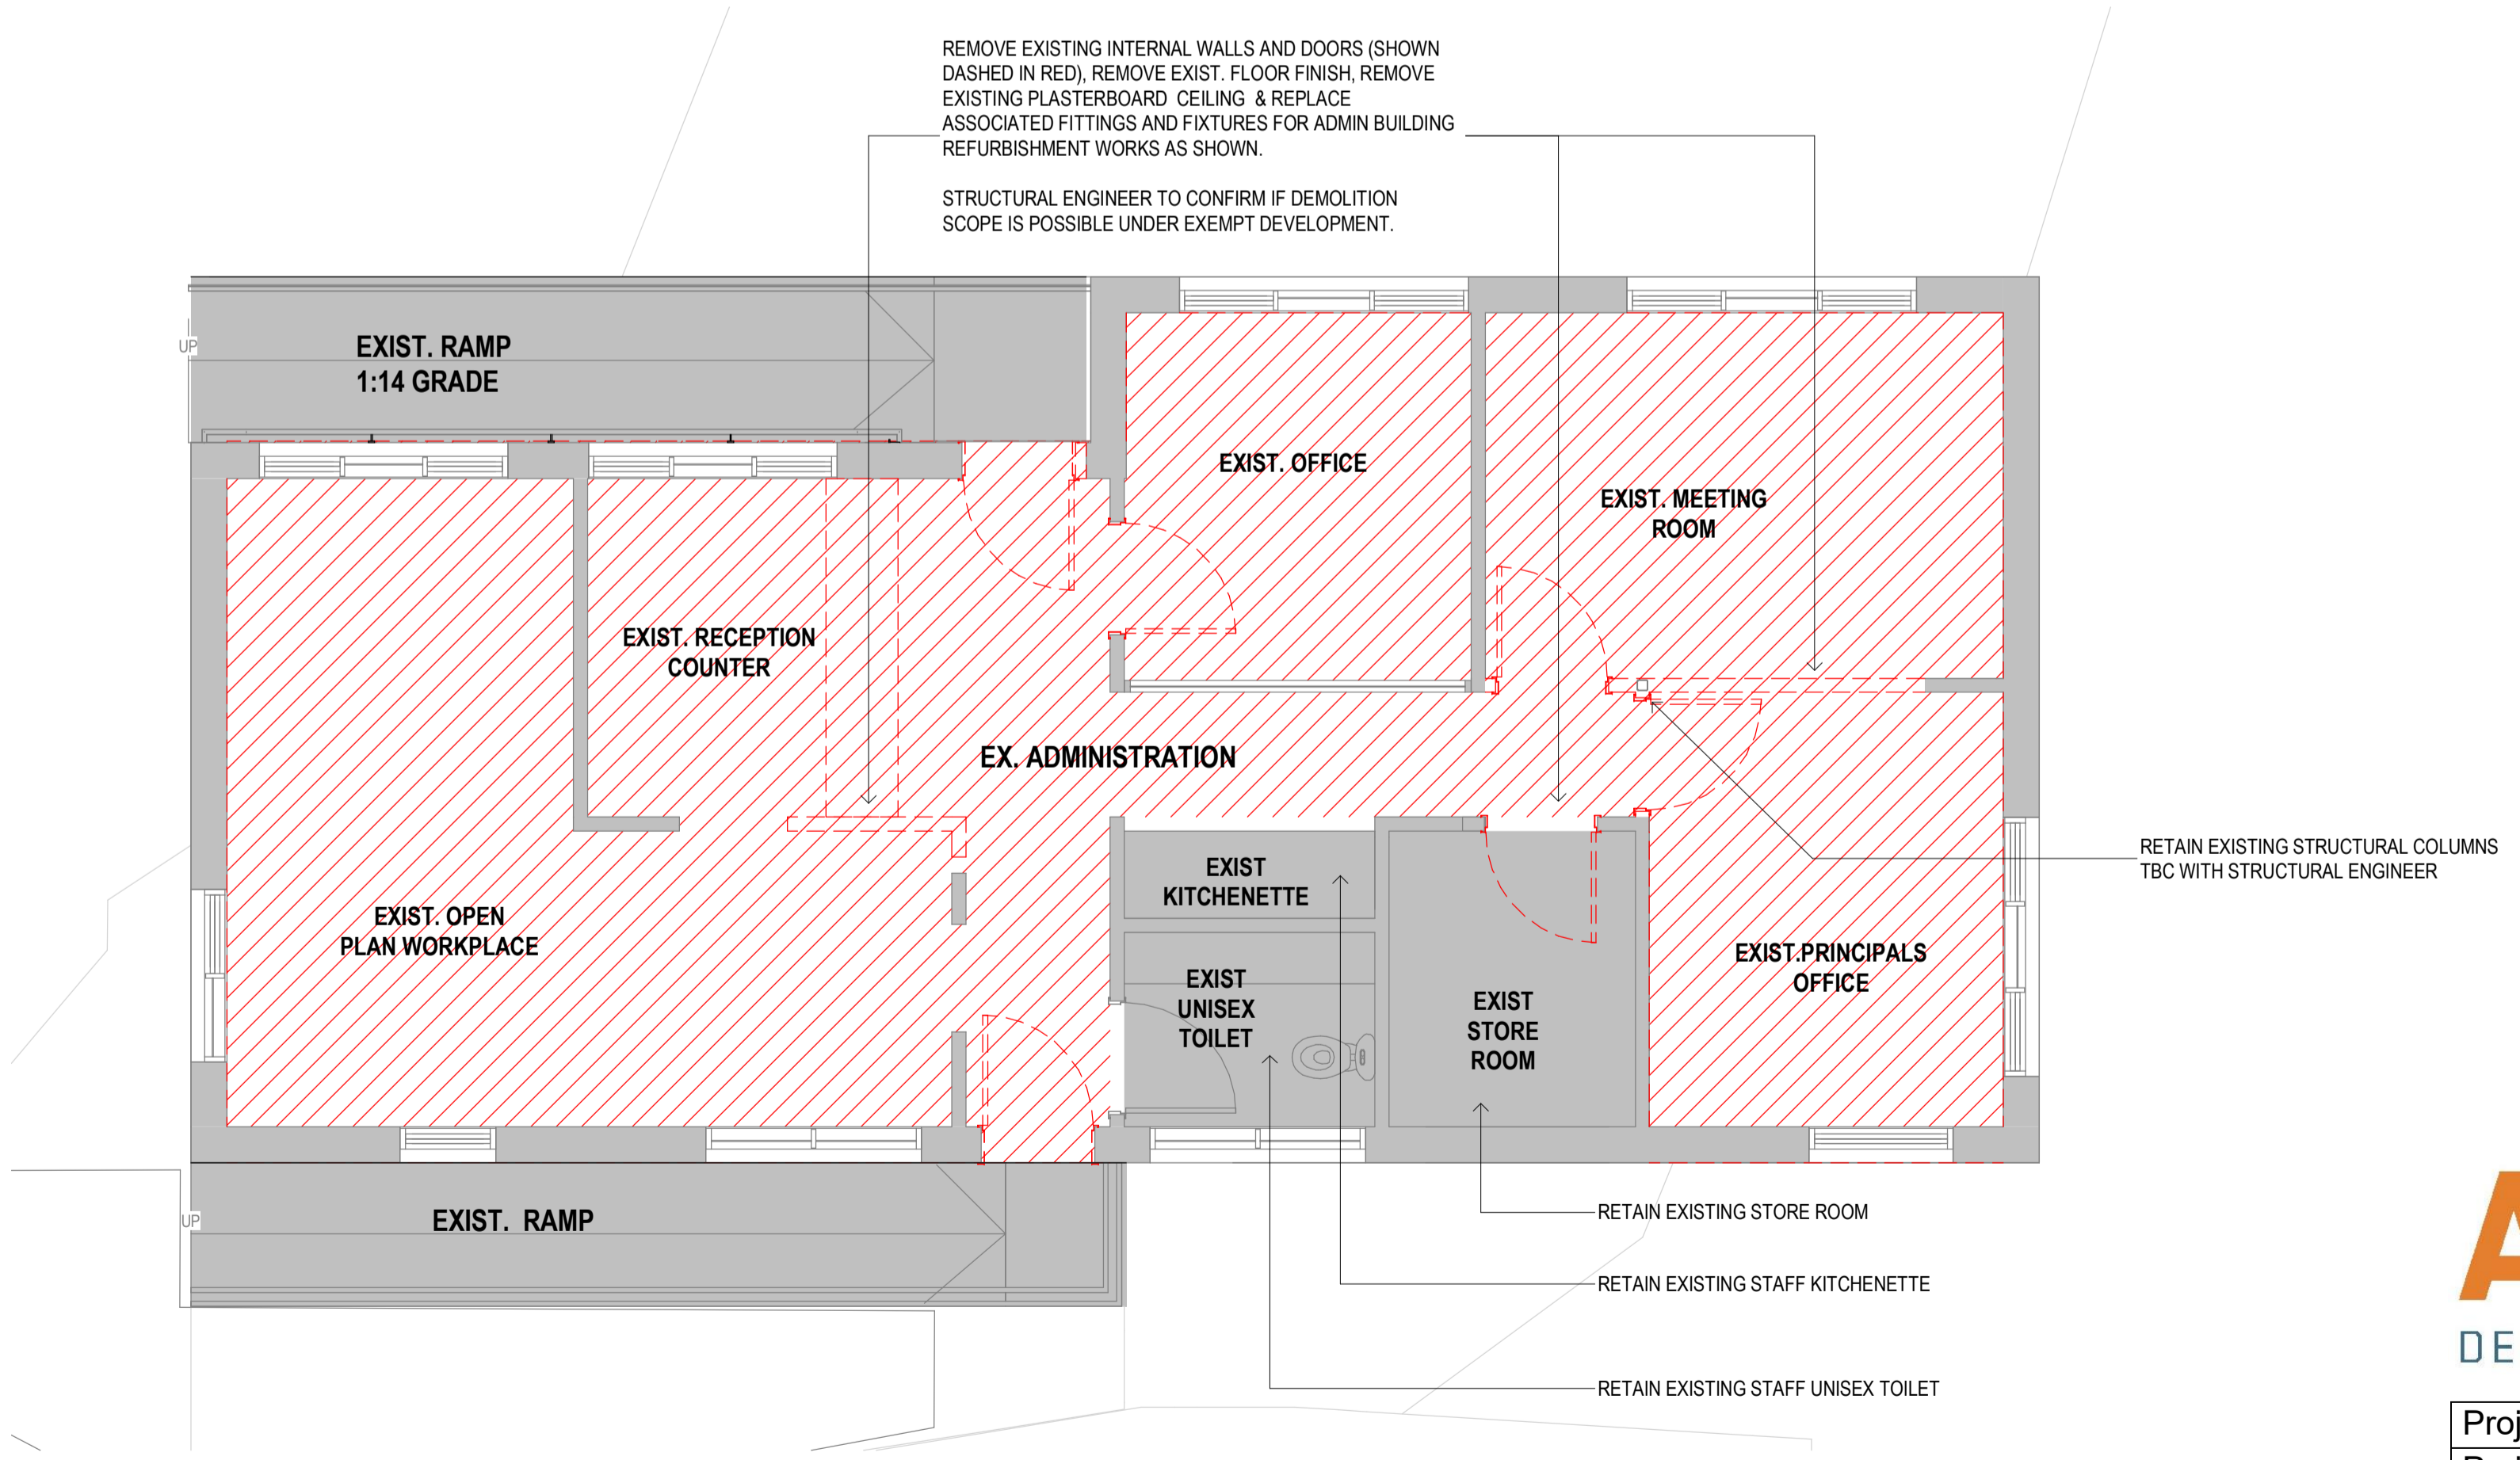 REMOVE EXISTING INTERNAL WALLS AND DOORS (SHOWN
DASHED IN RED), REMOVE EXIST. FLOOR FINISH, REMOVE
EXISTING PLASTERBOARD CEILING & REPLACE
ASSOCIATED FITTINGS AND FIXTURES FOR ADMIN BUILDING
REFURBISHMENT WORKS AS SHOWN.
STRUCTURAL ENGINEER TO CONFIRM IF DEMOLITION
SCOPE IS POSSIBLE UNDER EXEMPT DEVELOPMENT.
UP
EXIST. RAMP
1:14 GRADE
EXIST. OFFICE
EXIST. MEETING
ROOM
EXIST. RECEPTION
COUNTER
EX. ADMINISTRATION
RETAIN EXISTING STRUCTURAL COLUMNS
TBC WITH STRUCTURAL ENGINEER
EXIST
KITCHENETTE
EXIST. OPEN
PLAN WORKPLACE
EXIST.PRINCIPALS
OFFICE
EXIST
UNISEX
TOILET
EXIST
STORE
ROOM
UP
EXIST. RAMP
RETAIN EXISTING STORE ROOM
RETAIN EXISTING STAFF KITCHENETTE
RETAIN EXISTING STAFF UNISEX TOILET
A
DE
Proj